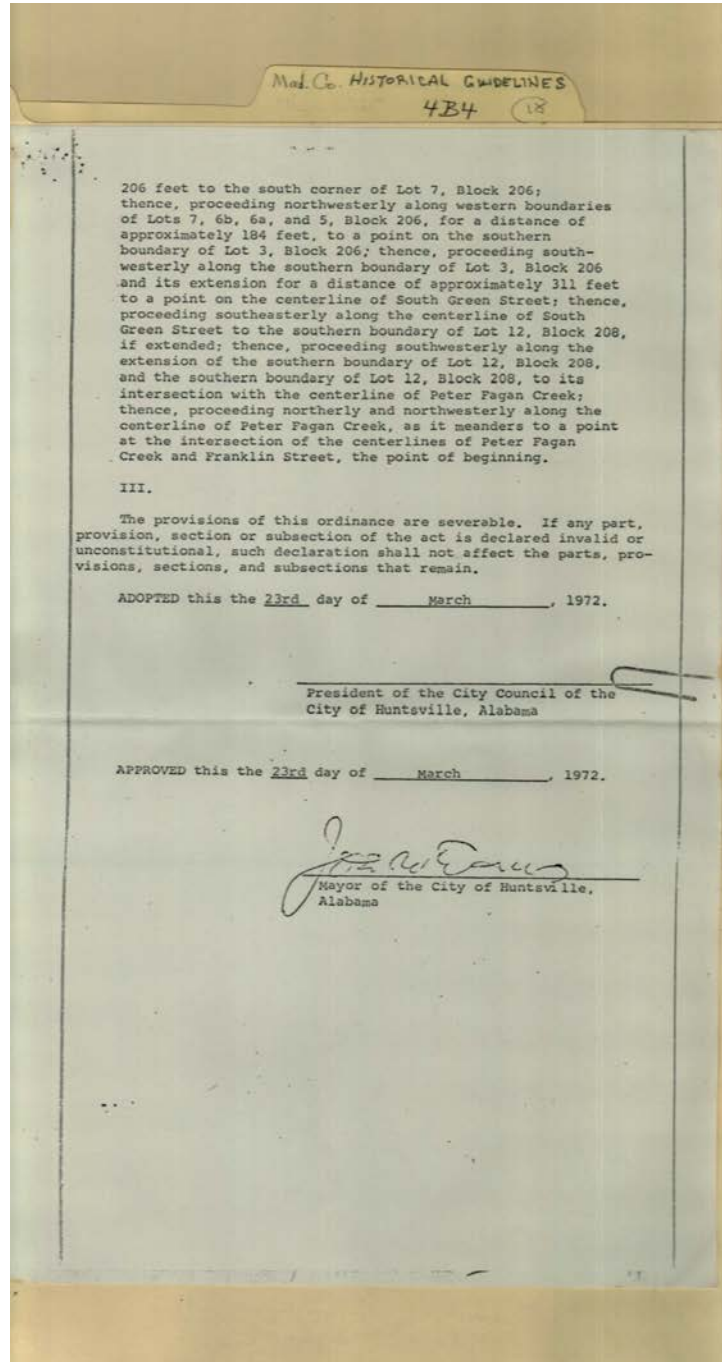 Mad. Co. HISTORICAL GUIDELINES
4B4 18
206 feet to the south corner of Lot 7, Block 206;
thence, proceeding northwesterly along western boundaries
of Lots 7, 6b, 6a, and 5, Block 206, for a distance of
approximately 184 feet, to a point on the southern
boundary of Lot 3, Block 206; thence, proceeding south-
westerly along the southern boundary of Lot 3, Block 206
and its extension for a distance of approximately 311 feet
to a point on the centerline of South Green Street; thence,
proceeding southeasterly along the centerline of South
Green Street to the southern boundary of Lot 12, Block 208,
if extended; thence, proceeding southwesterly along the
extension of the southern boundary of Lot 12, Block 208,
and the southern boundary of Lot 12, Block 208, to its
intersection with the centerline of Peter Fagan Creek;
thence, proceeding northerly and northwesterly along the
centerline of Peter Fagan Creek, as it meanders to a point
at the intersection of the centerlines of Peter Fagan
Creek and Franklin Street, the point of beginning.
III.
The provisions of this ordinance are severable. If any part,
provision, section or subsection of the act is declared invalid or
unconstitutional, such declaration shall not affect the parts, pro-
visions, sections, and subsections that remain.
ADOPTED this the 23rd day of March, 1972.
President of the City Council of the
City of Huntsville, Alabama
APPROVED this the 23rd day of March, 1972.
Mayor of the City of Huntsville,
Alabama